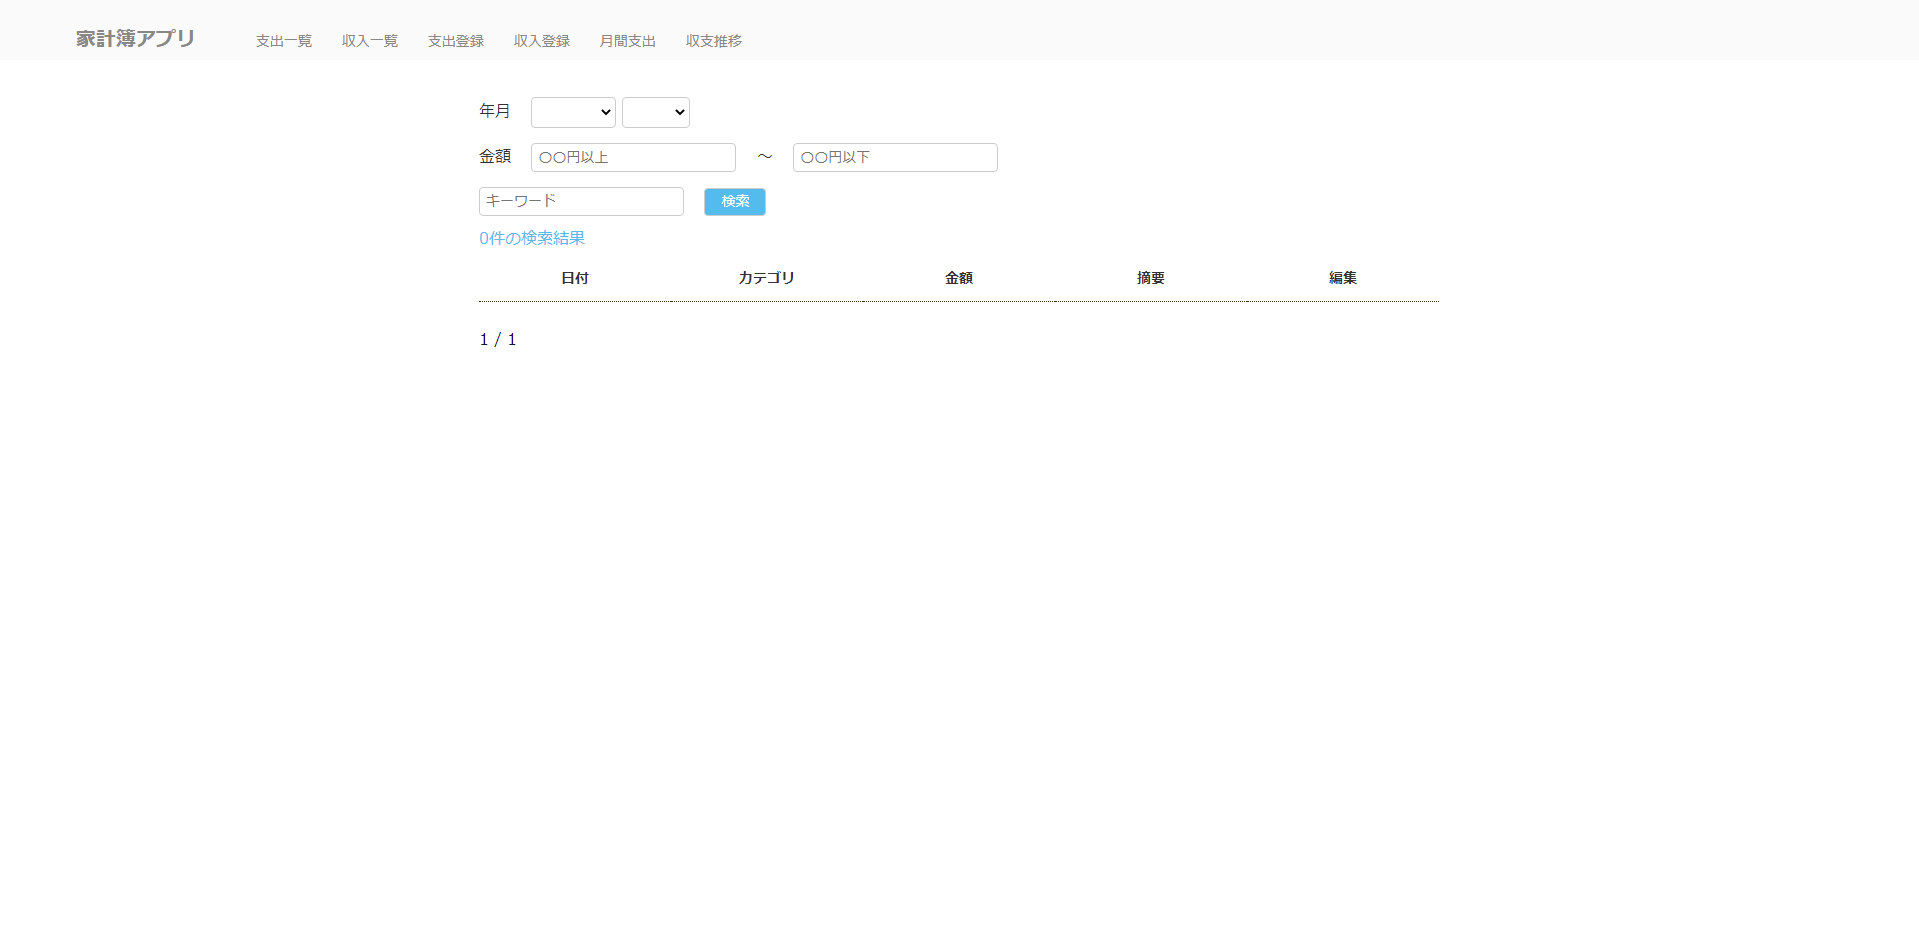 家計簿アプリ 支出一覧 収入一覧 支出登録 収入登録 月間支出 収支推移
年月
金額 〇〇円以上 ～ 〇〇円以下
キーワード 検索
0件の検索結果
日付 カテゴリ 金額 摘要 編集
1 / 1